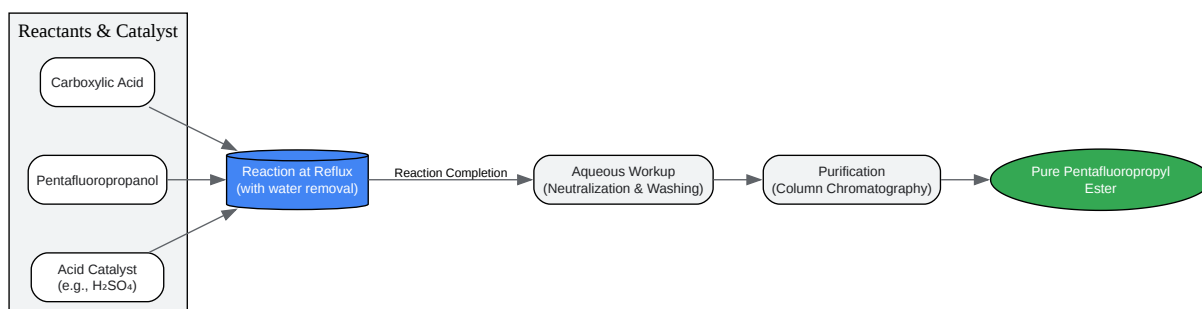 Reactants & Catalyst
Carboxylic Acid
Pentafluoropropanol
Acid Catalyst
(e.g., H₂SO₄)
Reaction at Reflux
(with water removal)
Reaction Completion
Aqueous Workup
(Neutralization & Washing)
Purification
(Column Chromatography)
Pure Pentafluoropropyl
Ester